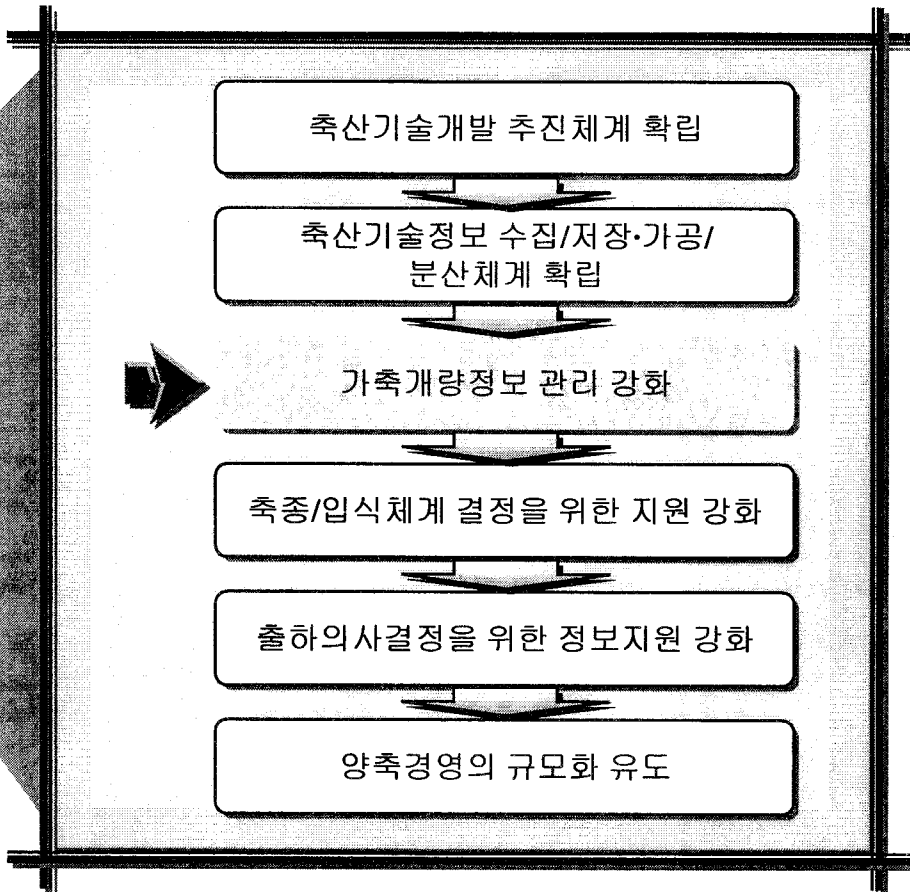 축산기술개발 추진체계 확립
축산기술정보 수집/저장·가공/
분산체계 확립
가축개량정보 관리 강화
축종/입식체계 결정을 위한 지원 강화
출하의사결정을 위한 정보지원 강화
양축경영의 규모화 유도